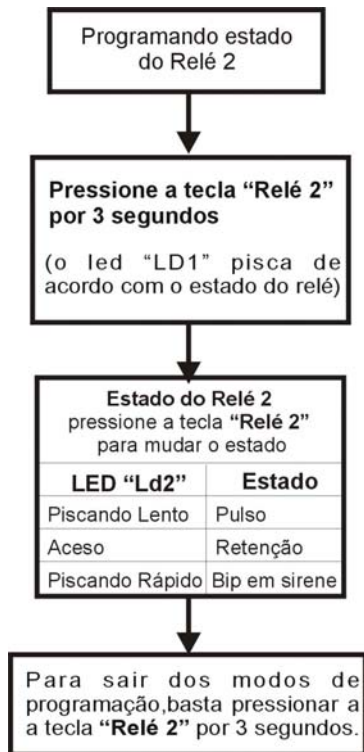 Programando estado
do Relé 2
Pressione a tecla “Relé 2”
por 3 segundos
(o led “LD1” pisca de
acordo com o estado do relé)
Estado do Relé 2
pressione a tecla “Relé 2”
para mudar o estado
LED “Ld2” Estado
Piscando Lento Pulso
Aceso Retenção
Piscando Rápido Bip em sirene
Para sair dos modos de
programação,basta pressionar a
a tecla “Relé 2” por 3 segundos.